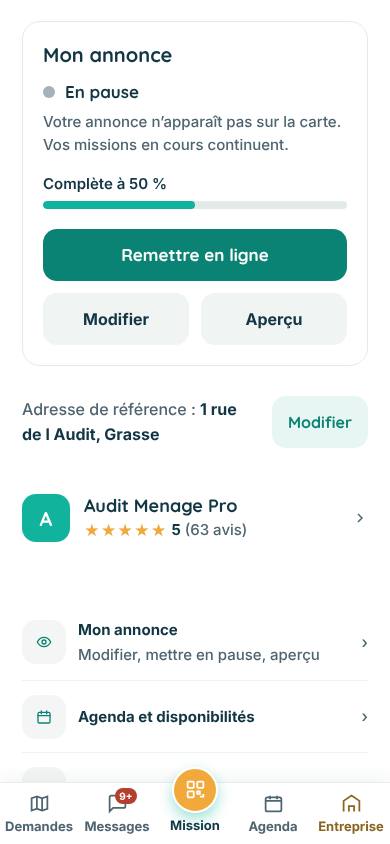 Mon annonce
En pause
Votre annonce n’apparaît pas sur la carte.
Vos missions en cours continuent.
Complète à 50 %
Remettre en ligne
Modifier
Aperçu
Adresse de référence : 1 rue
de l Audit, Grasse
Modifier
A
Audit Menage Pro
★★★★★ 5 (63 avis)
Mon annonce
Modifier, mettre en pause, aperçu
Agenda et disponibilités
9+
Demandes
Messages
Mission
Agenda
Entreprise